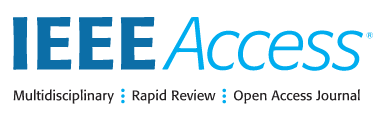 IEEE Access®
Multidisciplinary ⋮ Rapid Review ⋮ Open Access Journal